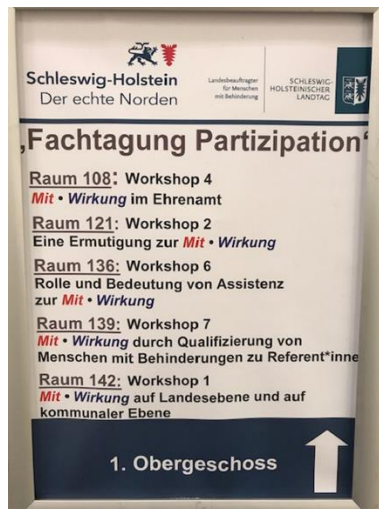 Schleswig-Holstein
Der echte Norden
Landesbeauftragter
für Menschen
mit Behinderung
SCHLESWIG-
HOLSTEINISCHER
LANDTAG
„Fachtagung Partizipation“
Raum 108: Workshop 4
Mit • Wirkung im Ehrenamt
Raum 121: Workshop 2
Eine Ermutigung zur Mit • Wirkung
Raum 136: Workshop 6
Rolle und Bedeutung von Assistenz
zur Mit • Wirkung
Raum 139: Workshop 7
Mit • Wirkung durch Qualifizierung von
Menschen mit Behinderungen zu Referent*inne
Raum 142: Workshop 1
Mit • Wirkung auf Landesebene und auf
kommunaler Ebene
1. Obergeschoss